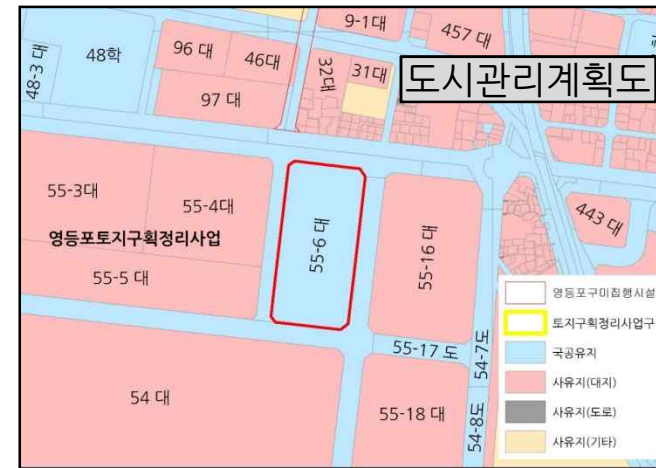 9-1대
457 대
48-3 대
48학
96 대
46대
32대
31대
도시관리계획도
97 대
55-3대
55-4대
영등포토지구획정리사업
55-5 대
55-6 대
55-16 대
443 대
55-17 도
54-7도
54 대
55-18 대
54-8도
영등포구미집행시설
토지구획정리사업구
국공유지
사유지(대지)
사유지(도로)
사유지(기타)